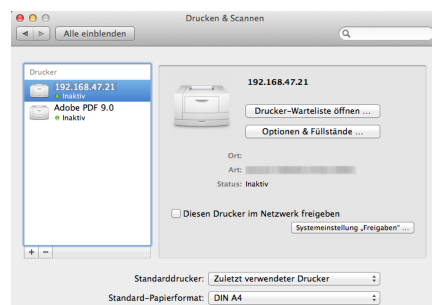 Drucken & Scannen
Alle einblenden
Drucker
192.168.47.21
Inaktiv
Adobe PDF 9.0
Inaktiv
192.168.47.21
Drucker-Warteliste öffnen ...
Optionen & Füllstände ...
Ort:
Art:
Status: Inaktiv
Diesen Drucker im Netzwerk freigeben
Systemeinstellung „Freigaben“ ...
+ −
Standarddrucker: Zuletzt verwendeter Drucker
Standard-Papierformat: DIN A4